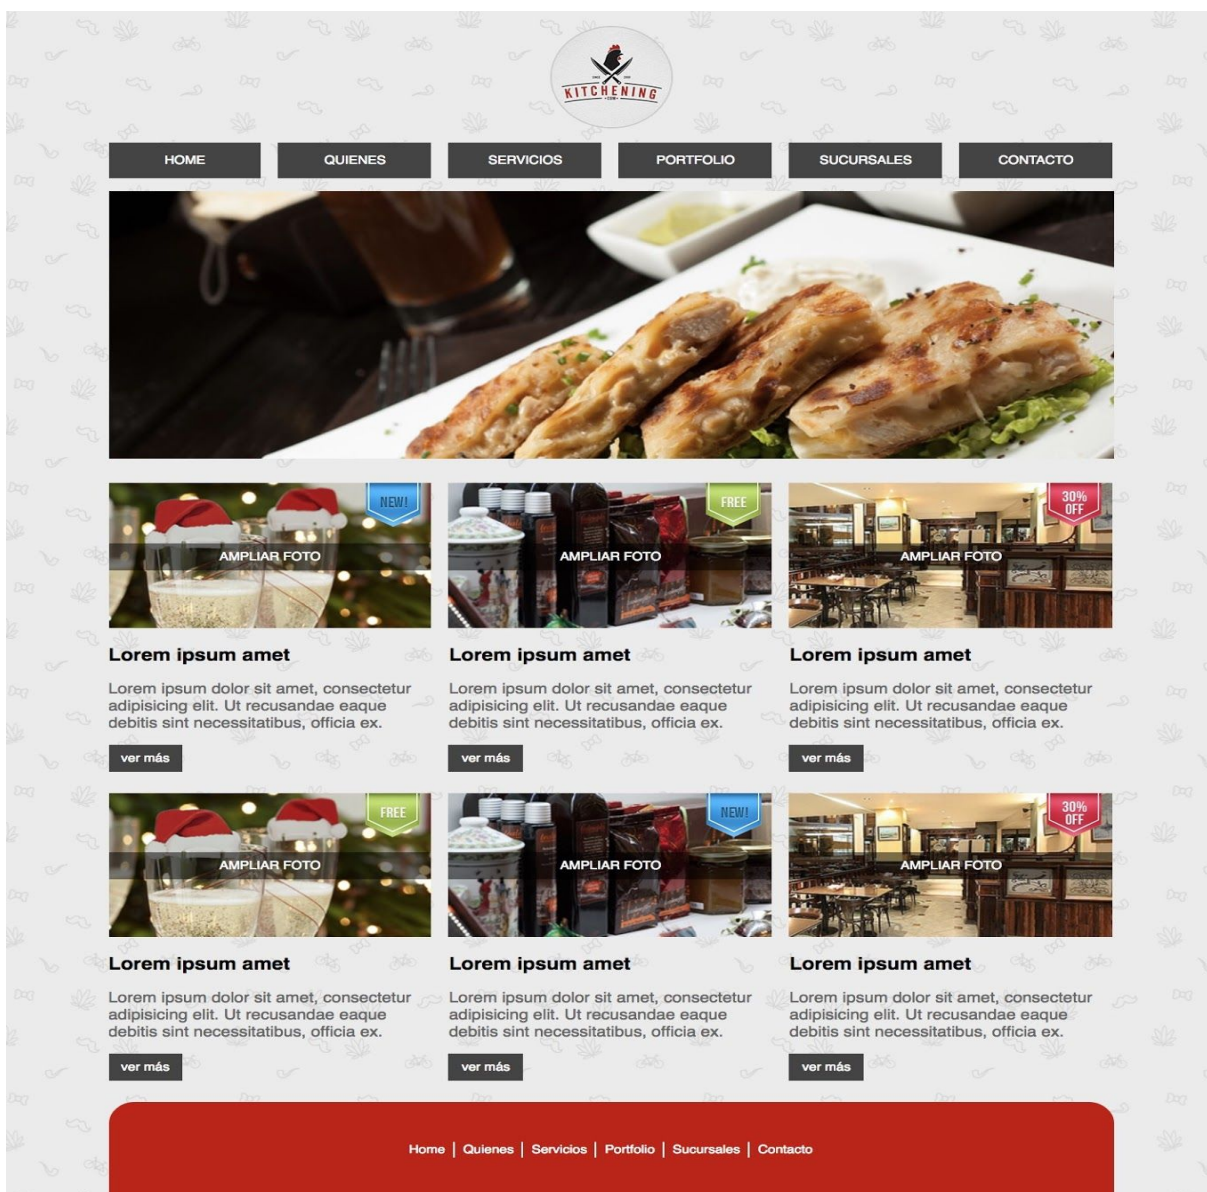 KITCHENING
HOME QUIENES SERVICIOS PORTFOLIO SUCURSALES CONTACTO
NEW! FREE 30% OFF
AMPLIAR FOTO AMPLIAR FOTO AMPLIAR FOTO
Lorem ipsum amet Lorem ipsum amet Lorem ipsum amet
Lorem ipsum dolor sit amet, consectetur
adipisicing elit. Ut recusandae eaque
debitis sint necessitatibus, officia ex.
Lorem ipsum dolor sit amet, consectetur
adipisicing elit. Ut recusandae eaque
debitis sint necessitatibus, officia ex.
Lorem ipsum dolor sit amet, consectetur
adipisicing elit. Ut recusandae eaque
debitis sint necessitatibus, officia ex.
ver más ver más ver más
FREE NEW! 30% OFF
AMPLIAR FOTO AMPLIAR FOTO AMPLIAR FOTO
Lorem ipsum amet Lorem ipsum amet Lorem ipsum amet
Lorem ipsum dolor sit amet, consectetur
adipisicing elit. Ut recusandae eaque
debitis sint necessitatibus, officia ex.
Lorem ipsum dolor sit amet, consectetur
adipisicing elit. Ut recusandae eaque
debitis sint necessitatibus, officia ex.
Lorem ipsum dolor sit amet, consectetur
adipisicing elit. Ut recusandae eaque
debitis sint necessitatibus, officia ex.
ver más ver más ver más
Home | Quienes | Servicios | Portfolio | Sucursales | Contacto